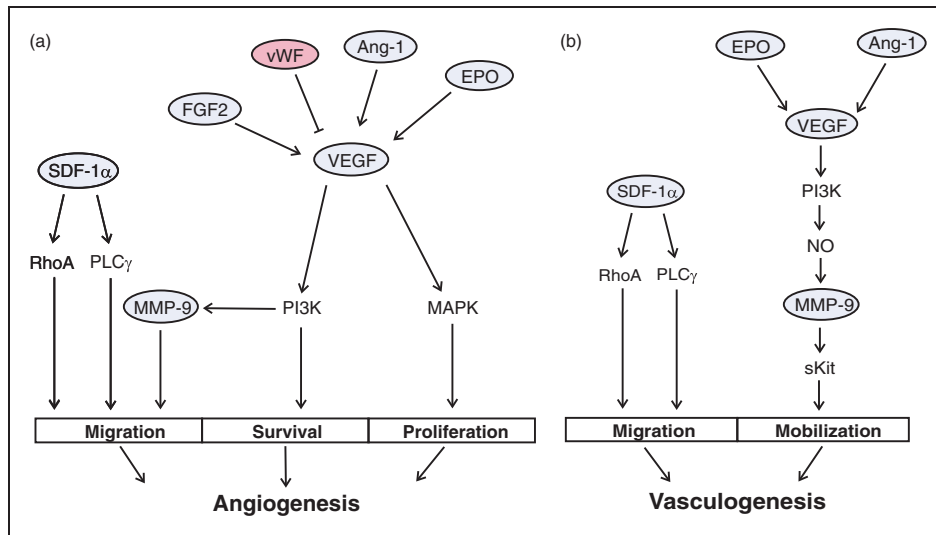 (a)
vWF
Ang-1
EPO
FGF2
VEGF
SDF-1α
RhoA
PLCγ
MMP-9
PI3K
MAPK
Migration
Survival
Proliferation
Angiogenesis
(b)
EPO
Ang-1
VEGF
PI3K
SDF-1α
NO
RhoA
PLCγ
MMP-9
sKit
Migration
Mobilization
Vasculogenesis